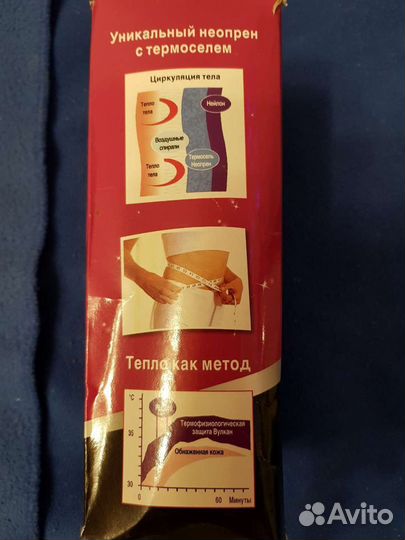 Уникальный неопрен
с термоселем
Циркуляция тела
Тепло
тела
Нейлон
Воздушные
спирали
Тепло
тела
Термосель
Неопрен
Тепло как метод
°C
35
30
Термофизиологическая
защита Вулкан
Обнаженная кожа
0
60
Минуты
Avito